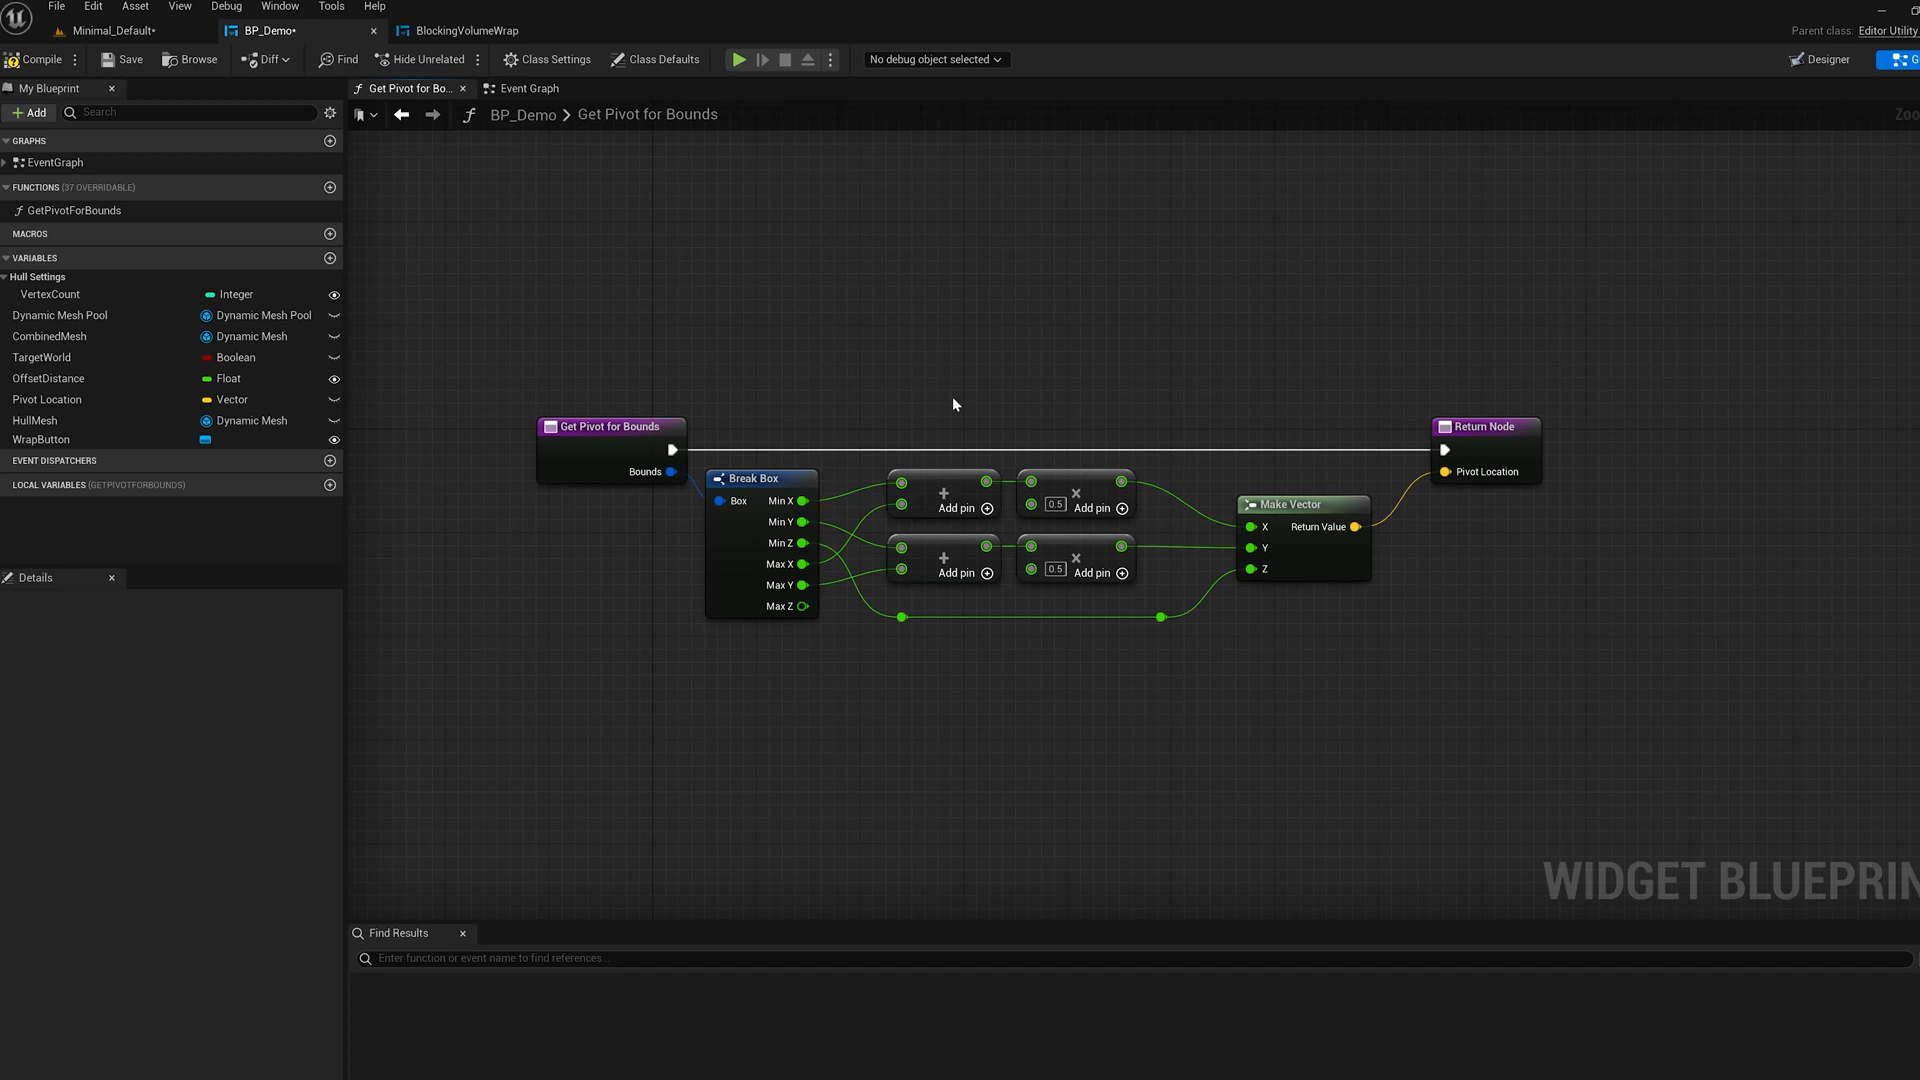 File Edit Asset View Debug Window Tools Help
Minimal_Default*
BP_Demo*
BlockingVolumeWrap
Parent class: Editor Utility
Compile
Save
Browse
Diff
Find
Hide Unrelated
Class Settings
Class Defaults
No debug object selected
Designer
G
My Blueprint
Get Pivot for Bo...
Event Graph
Add
Search
BP_Demo > Get Pivot for Bounds
Zoo
GRAPHS
EventGraph
FUNCTIONS (37 OVERRIDABLE)
GetPivotForBounds
MACROS
VARIABLES
Hull Settings
VertexCount Integer
Dynamic Mesh Pool Dynamic Mesh Pool
CombinedMesh Dynamic Mesh
TargetWorld Boolean
OffsetDistance Float
Pivot Location Vector
HullMesh Dynamic Mesh
WrapButton
EVENT DISPATCHERS
LOCAL VARIABLES (GETPIVOTFORBOUNDS)
Details
Get Pivot for Bounds
Bounds
Break Box
Box
Min X
Min Y
Min Z
Max X
Max Y
Max Z
+
Add pin
×
0.5
Add pin
+
Add pin
×
0.5
Add pin
Make Vector
X Return Value
Y
Z
Return Node
Pivot Location
WIDGET BLUEPRIN
Find Results
Enter function or event name to find references...